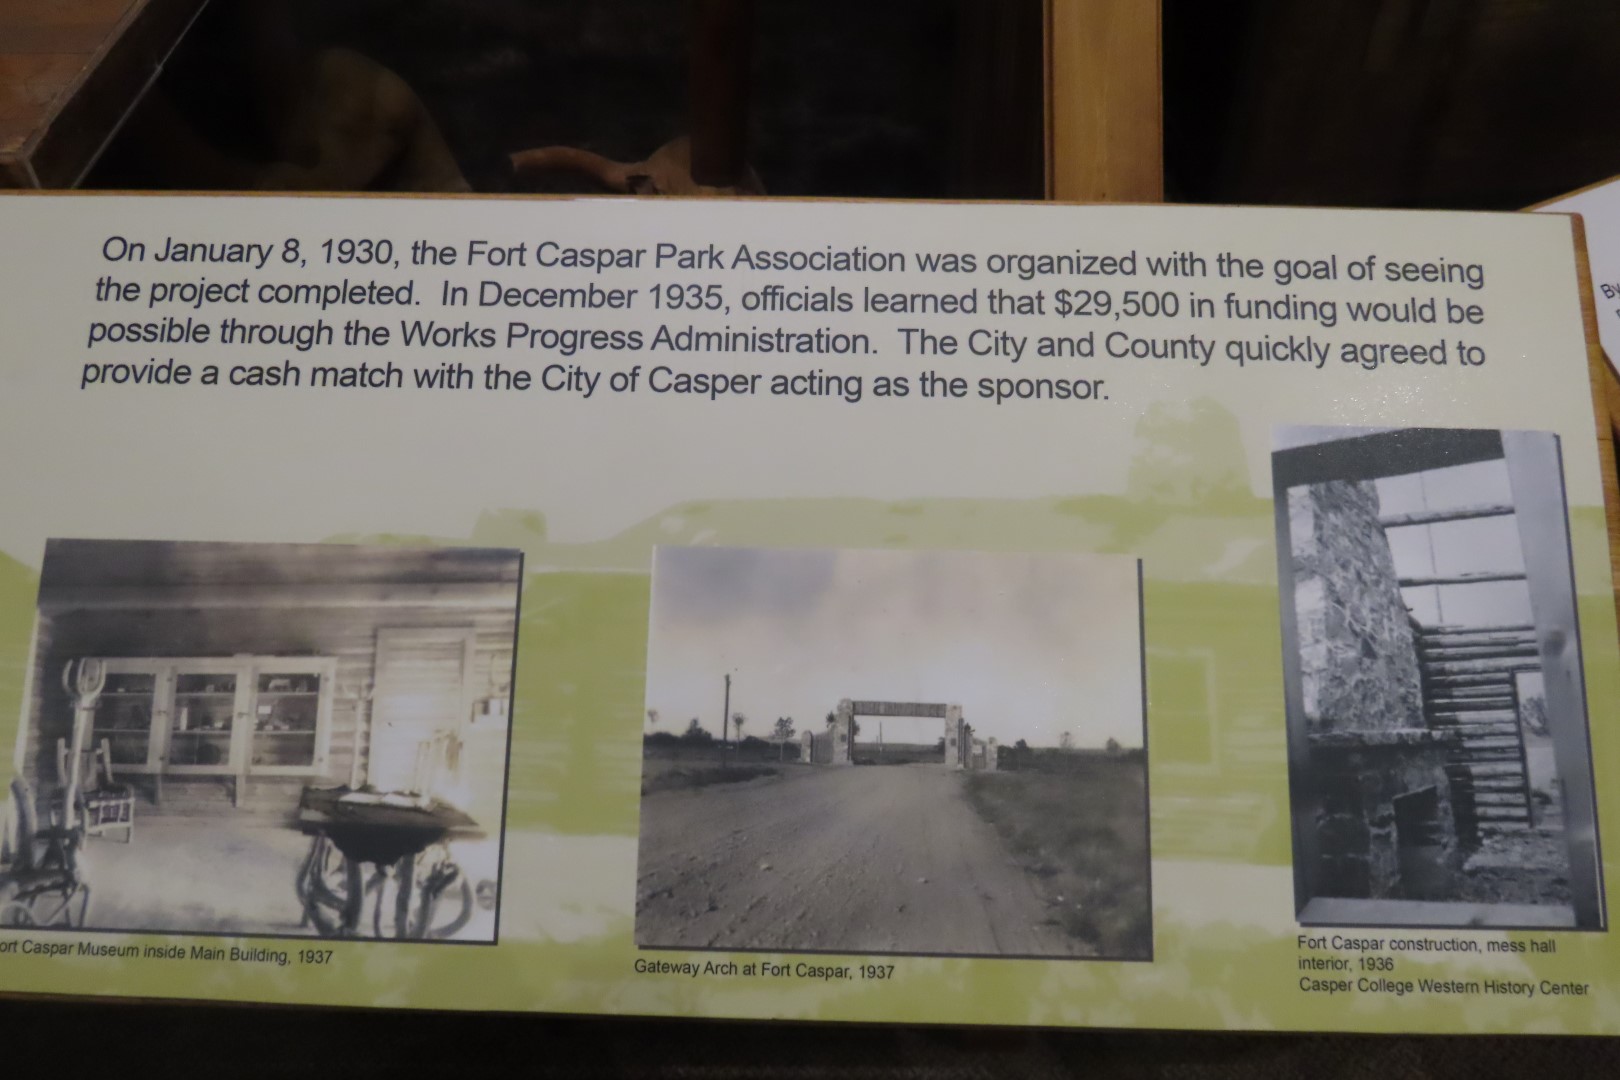 On January 8, 1930, the Fort Caspar Park Association was organized with the goal of seeing
the project completed. In December 1935, officials learned that $29,500 in funding would be
possible through the Works Progress Administration. The City and County quickly agreed to
provide a cash match with the City of Casper acting as the sponsor.
ort Caspar Museum inside Main Building, 1937
Gateway Arch at Fort Caspar, 1937
Fort Caspar construction, mess hall
interior, 1936
Casper College Western History Center
By